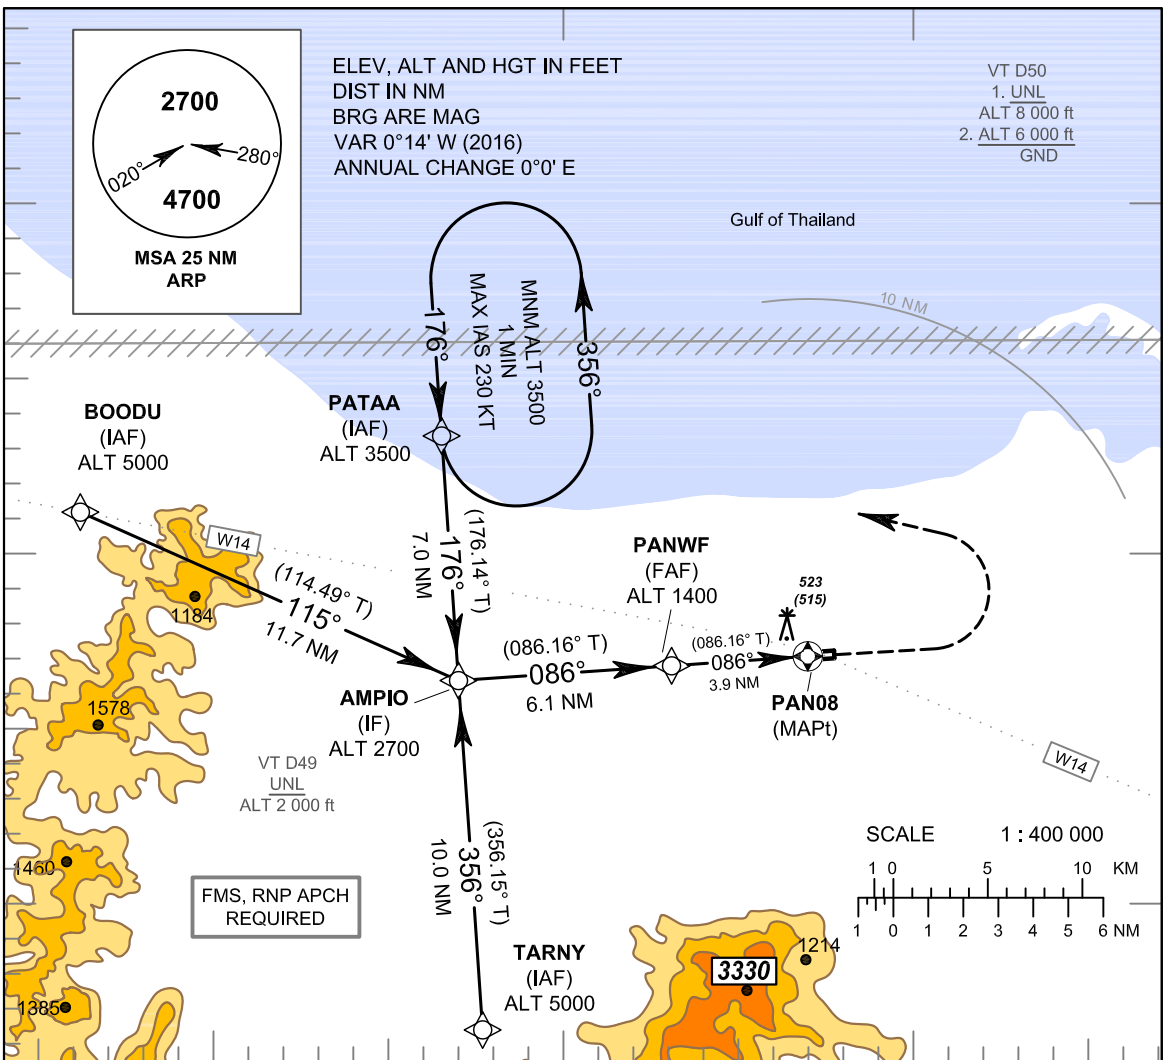 2700
020°
280°
4700
MSA 25 NM
ARP
ELEV, ALT AND HGT IN FEET
DIST IN NM
BRG ARE MAG
VAR 0°14' W (2016)
ANNUAL CHANGE 0°0' E
VT D50
1. UNL
ALT 8 000 ft
2. ALT 6 000 ft
GND
Gulf of Thailand
10 NM
176°
MAX IAS 230 KT
1 MIN
MNM ALT 3500
356°
BOODU
(IAF)
ALT 5000
PATAA
(IAF)
ALT 3500
W14
(114.49° T)
115°
11.7 NM
(176.14° T)
176°
7.0 NM
PANWF
(FAF)
ALT 1400
523
(515)
1184
(086.16° T)
086°
6.1 NM
(086.16° T)
086°
3.9 NM
AMPIO
(IF)
ALT 2700
PAN08
(MAPt)
1578
W14
VT D49
UNL
ALT 2 000 ft
(356.15° T)
356°
10.0 NM
1460
FMS, RNP APCH
REQUIRED
SCALE 1 : 400 000
1 0 5 10 KM
1 0 1 2 3 4 5 6 NM
TARNY
(IAF)
ALT 5000
1214
3330
1385